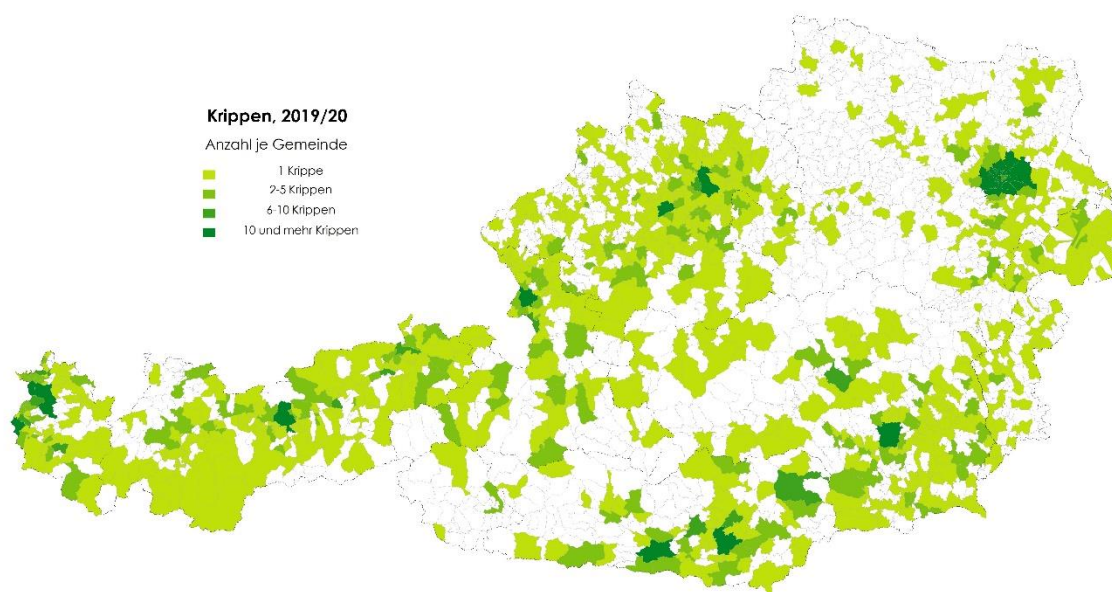 Krippen, 2019/20
Anzahl je Gemeinde
1 Krippe
2-5 Krippen
6-10 Krippen
10 und mehr Krippen